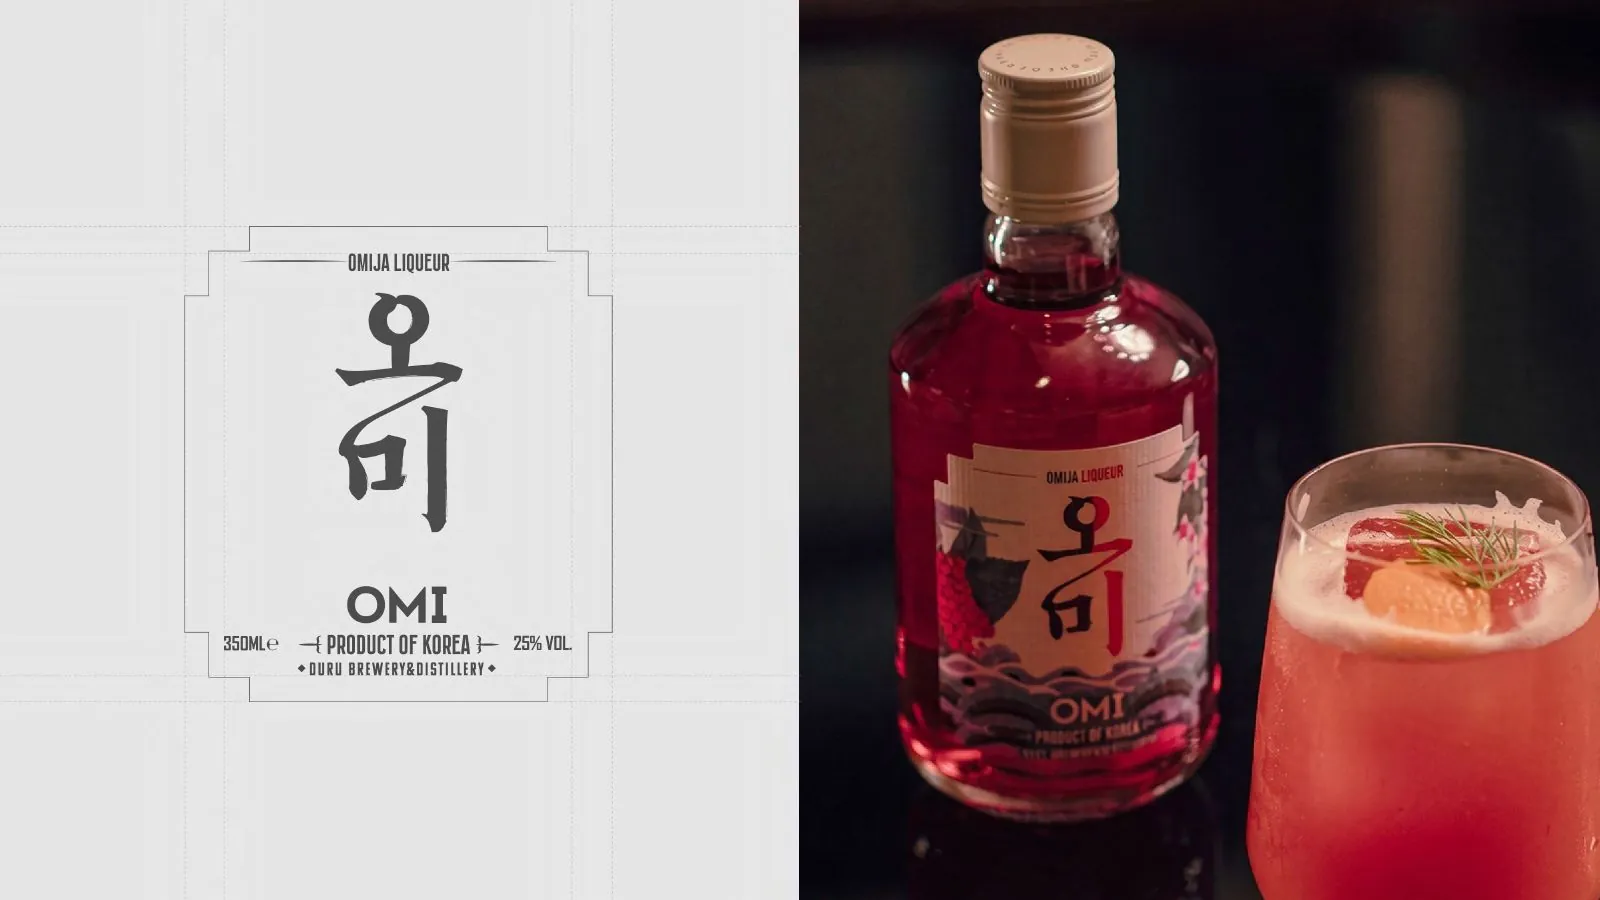 OMIJA LIQUEUR
오
미
OMI
350ML℮ PRODUCT OF KOREA 25% VOL.
DURU BREWERY&DISTILLERY
OMIJA LIQUEUR
오
미
OMI
PRODUCT OF KOREA